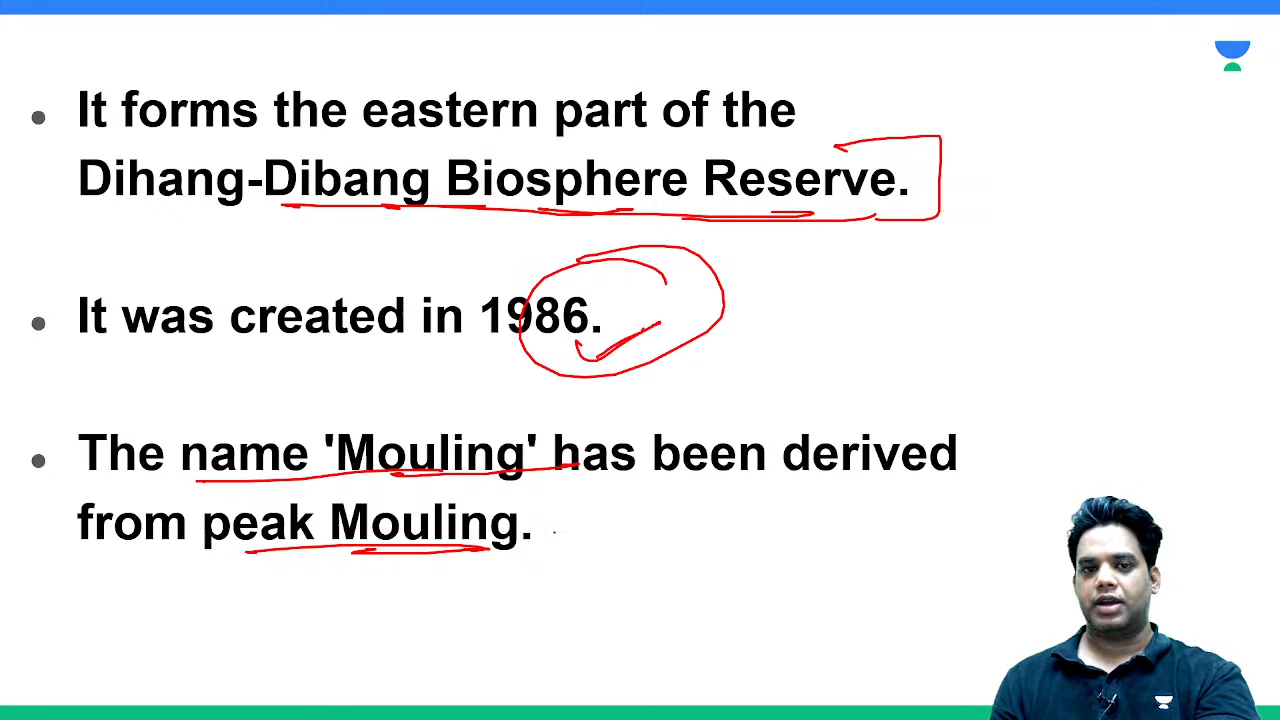 • It forms the eastern part of the
Dihang-Dibang Biosphere Reserve.
• It was created in 1986.
• The name 'Mouling' has been derived
from peak Mouling.